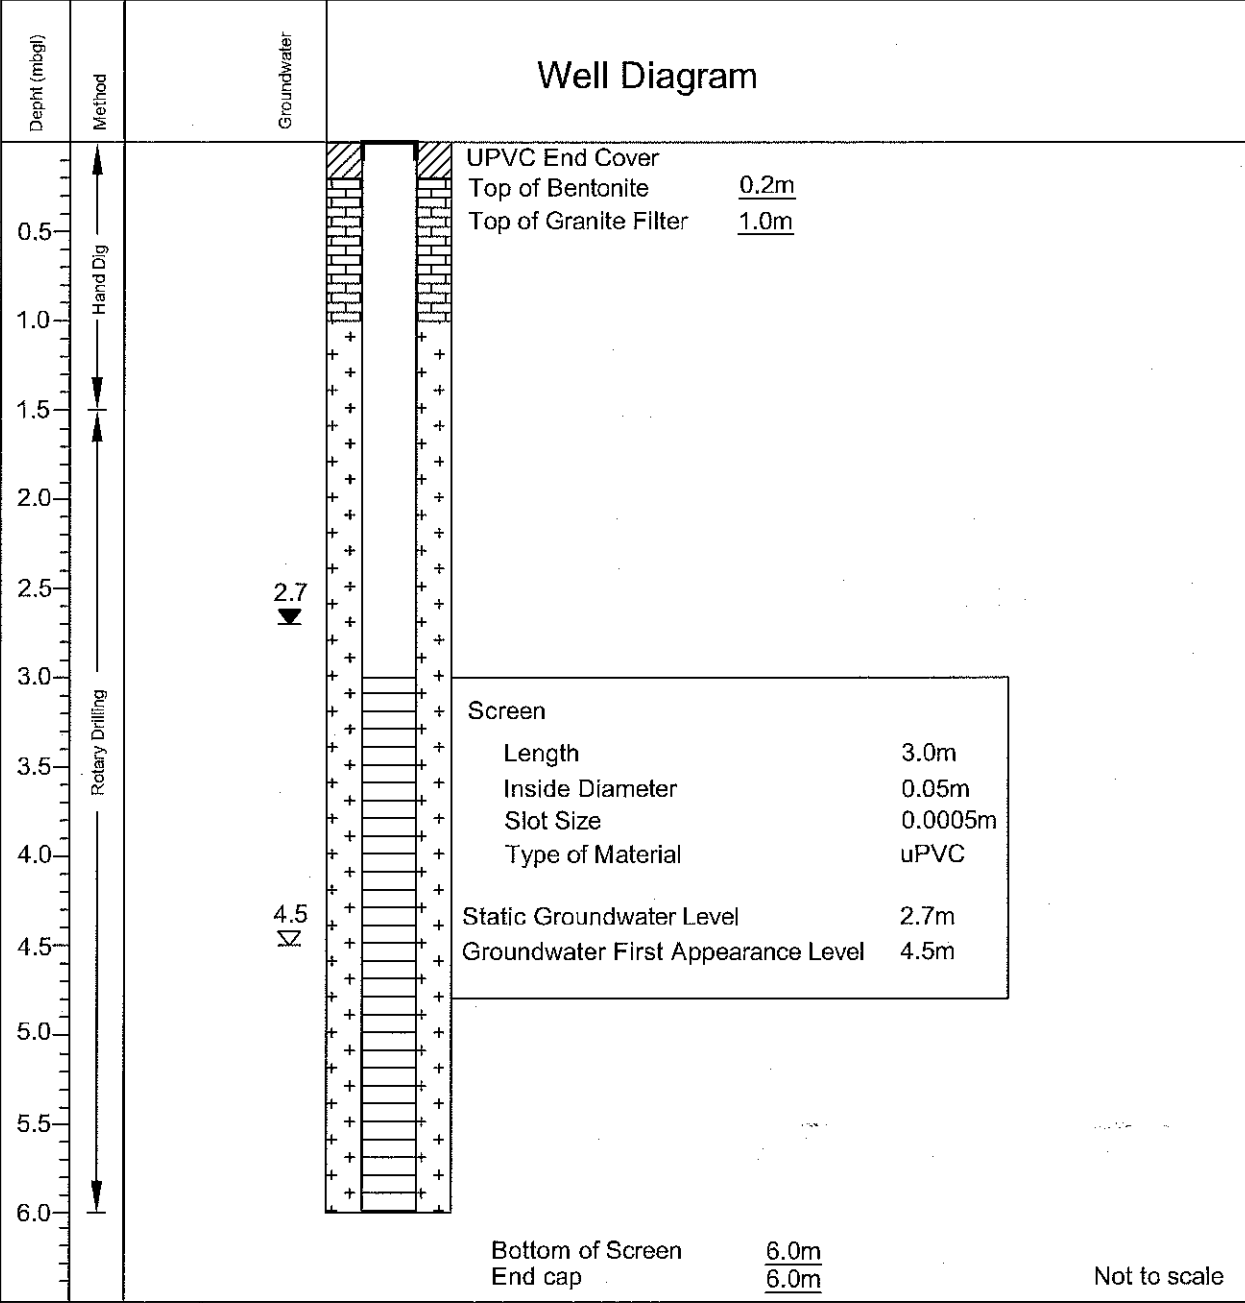 Depht (mbgl)
Method
Groundwater
Well Diagram
UPVC End Cover
Top of Bentonite 0.2m
Top of Granite Filter 1.0m
0.5
Hand Dig
1.0
1.5
2.0
2.5
2.7
3.0
Rotary Drilling
Screen
Length 3.0m
3.5
Inside Diameter 0.05m
Slot Size 0.0005m
4.0
Type of Material uPVC
4.5
Static Groundwater Level 2.7m
4.5
Groundwater First Appearance Level 4.5m
5.0
5.5
6.0
Bottom of Screen 6.0m
End cap 6.0m
Not to scale